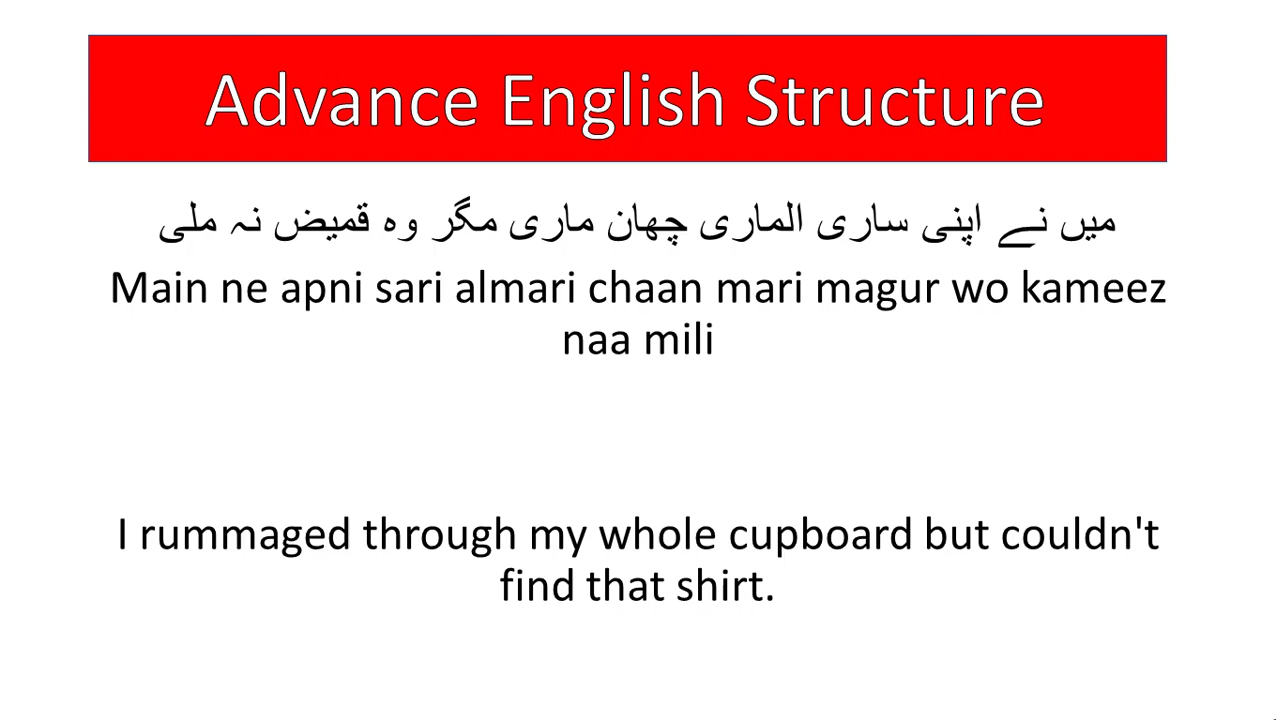 Advance English Structure
میں نے اپنی ساری الماری چھان ماری مگر وہ قمیض نہ ملی
Main ne apni sari almari chaan mari magur wo kameez
naa mili
I rummaged through my whole cupboard but couldn't
find that shirt.